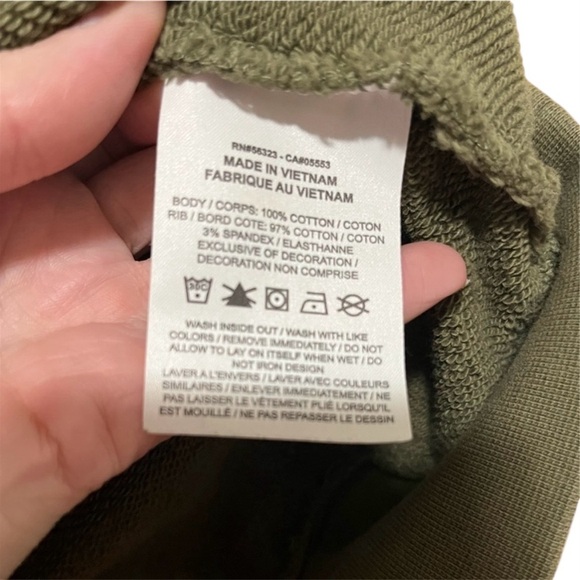 RN#56323 - CA#05553
MADE IN VIETNAM
FABRIQUE AU VIETNAM
BODY / CORPS: 100% COTTON / COTON
RIB / BORD COTE: 97% COTTON / COTON
3% SPANDEX / ELASTHANNE
EXCLUSIVE OF DECORATION /
DECORATION NON COMPRISE
30C
WASH INSIDE OUT / WASH WITH LIKE
COLORS / REMOVE IMMEDIATELY / DO NOT
ALLOW TO LAY ON ITSELF WHEN WET / DO
NOT IRON DESIGN
LAVER A L'ENVERS / LAVER AVEC COULEURS
SIMILAIRES / ENLEVER IMMEDIATEMENT / NE
PAS LAISSER LE VÊTEMENT PLIÉ LORSQU'IL
EST MOUILLÉ / NE PAS REPASSER LE DESSIN